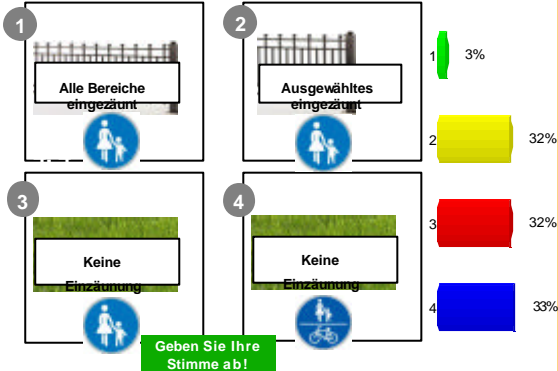 1
Alle Bereiche
eingezäunt
2
Ausgewähltes
eingezäunt
3
Keine
Einzäunung
4
Keine
Einzäunung
Geben Sie Ihre
Stimme ab!
1 3%
2 32%
3 32%
4 33%